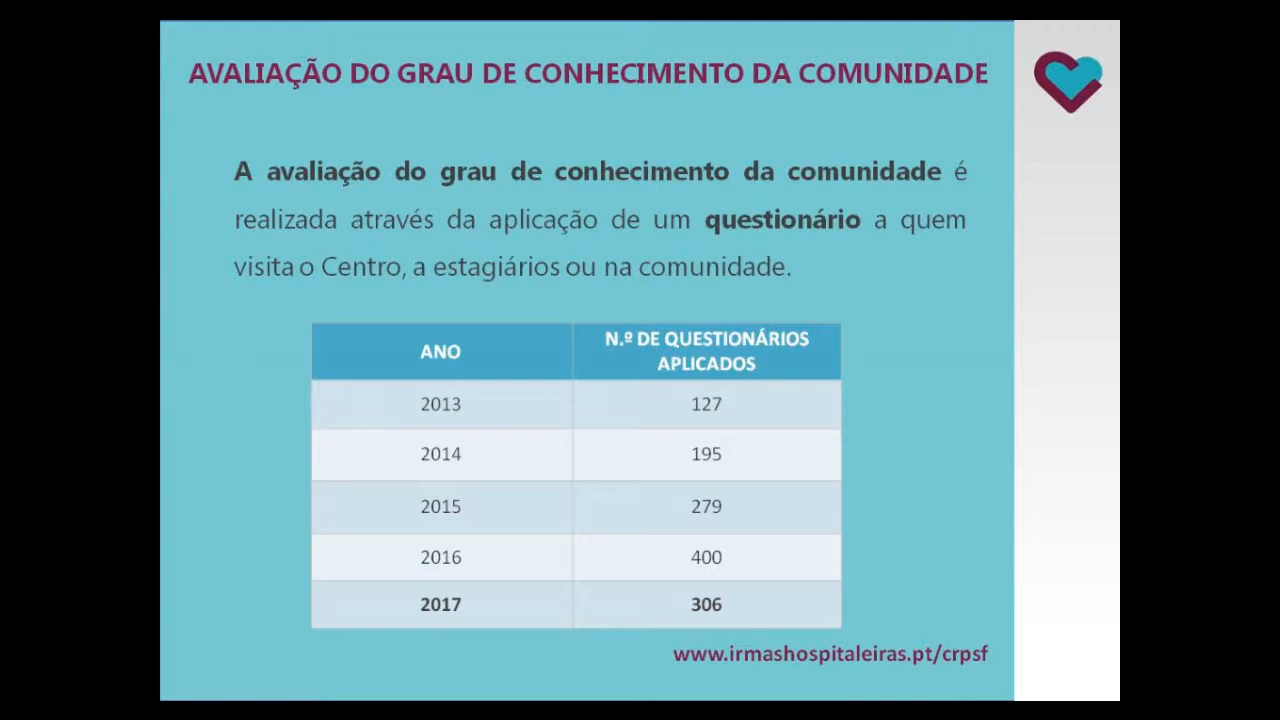 AVALIAÇÃO DO GRAU DE CONHECIMENTO DA COMUNIDADE
A avaliação do grau de conhecimento da comunidade é
realizada através da aplicação de um questionário a quem
visita o Centro, a estagiários ou na comunidade.
ANO N.º DE QUESTIONÁRIOS APLICADOS
2013 127
2014 195
2015 279
2016 400
2017 306
www.irmashospitaleiras.pt/crpsf